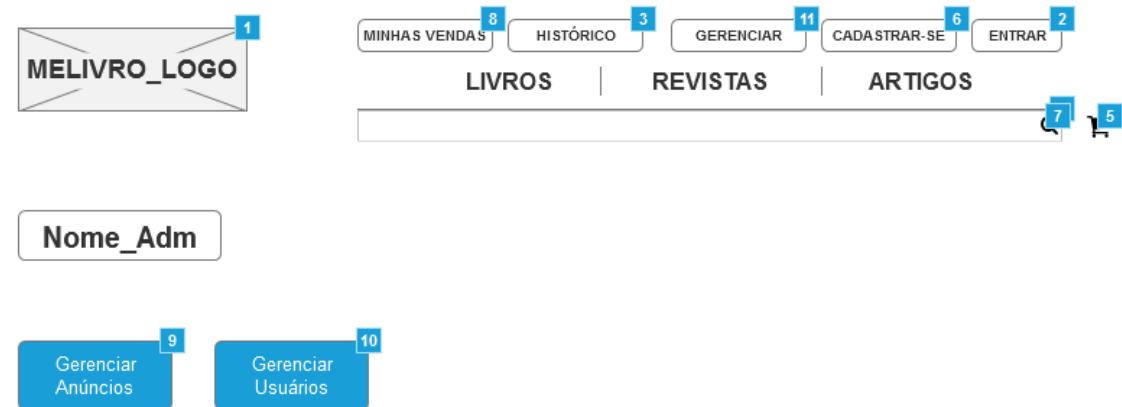 1
8
3
11
6
2
MELIVRO_LOGO
MINHAS VENDAS
HISTÓRICO
GERENCIAR
CADASTRAR-SE
ENTRAR
LIVROS
REVISTAS
ARTIGOS
7
5
Nome_Adm
9
10
Gerenciar
Anúncios
Gerenciar
Usuários